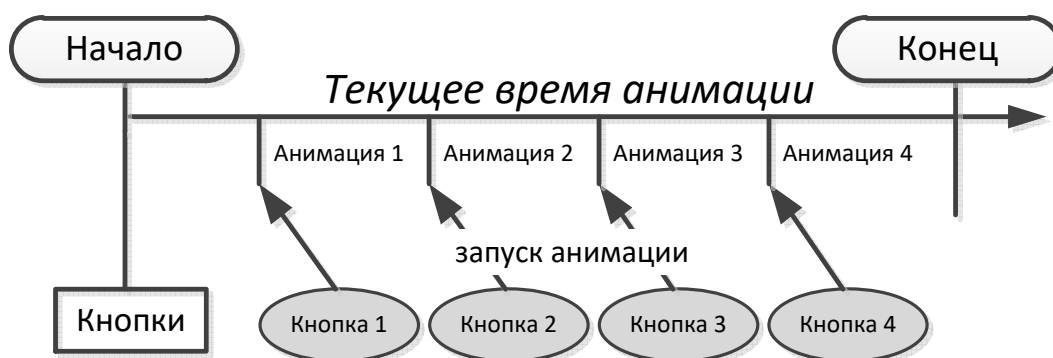 Начало
Конец
Текущее время анимации
Анимация 1
Анимация 2
Анимация 3
Анимация 4
запуск анимации
Кнопки
Кнопка 1
Кнопка 2
Кнопка 3
Кнопка 4